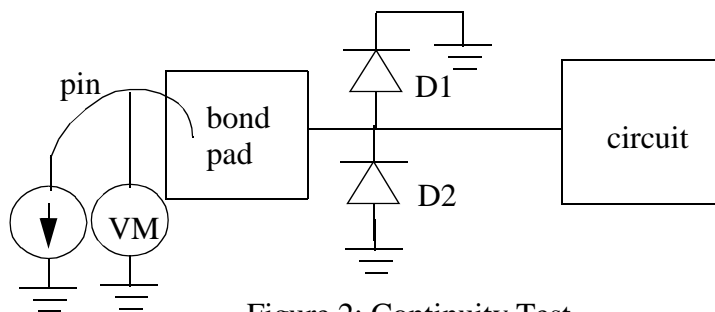 pin
bond
pad
D1
D2
circuit
VM
Figure 2: Continuity Test